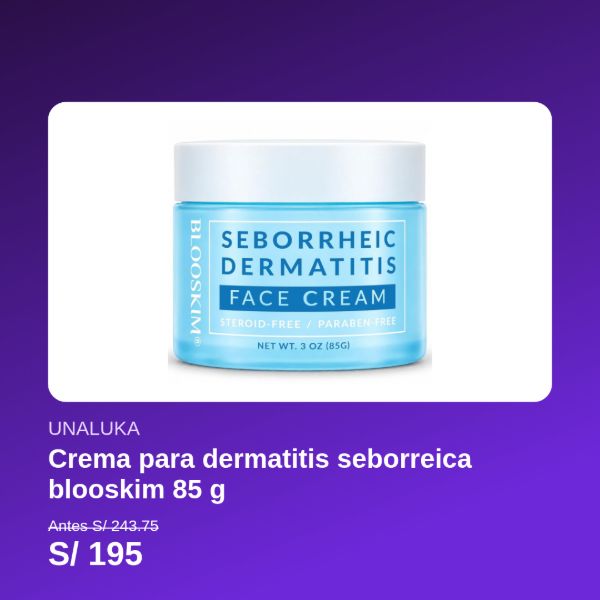 BLOOSKIM®
SEBORRHEIC
DERMATITIS
FACE CREAM
STEROID-FREE / PARABEN-FREE
NET WT. 3 OZ (85G)
UNALUKA
Crema para dermatitis seborreica
blooskim 85 g
Antes S/ 243.75
S/ 195